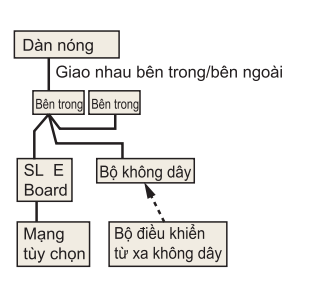 Dàn nóng
Giao nhau bên trong/bên ngoài
Bên trong
Bên trong
SL E
Board
Bộ không dây
Mạng
tùy chọn
Bộ điều khiển
từ xa không dây